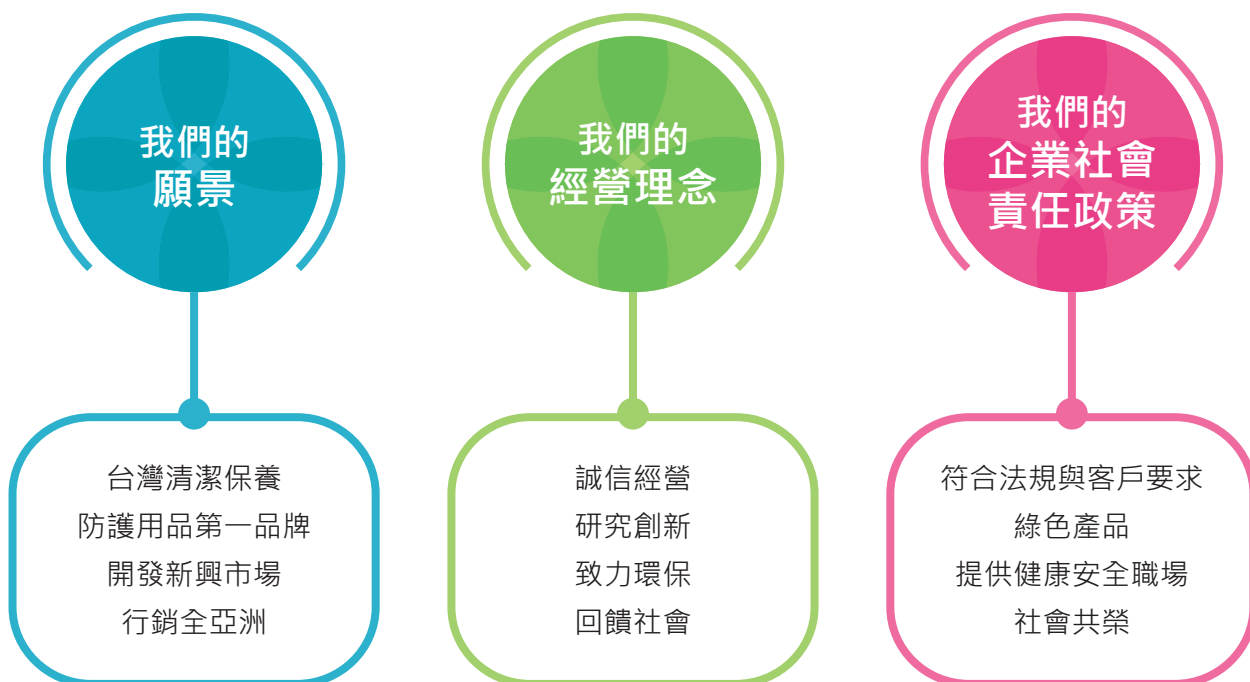 我們的
願景
台灣清潔保養
防護用品第一品牌
開發新興市場
行銷全亞洲
我們的
經營理念
誠信經營
研究創新
致力環保
回饋社會
我們的
企業社會
責任政策
符合法規與客戶要求
綠色產品
提供健康安全職場
社會共榮